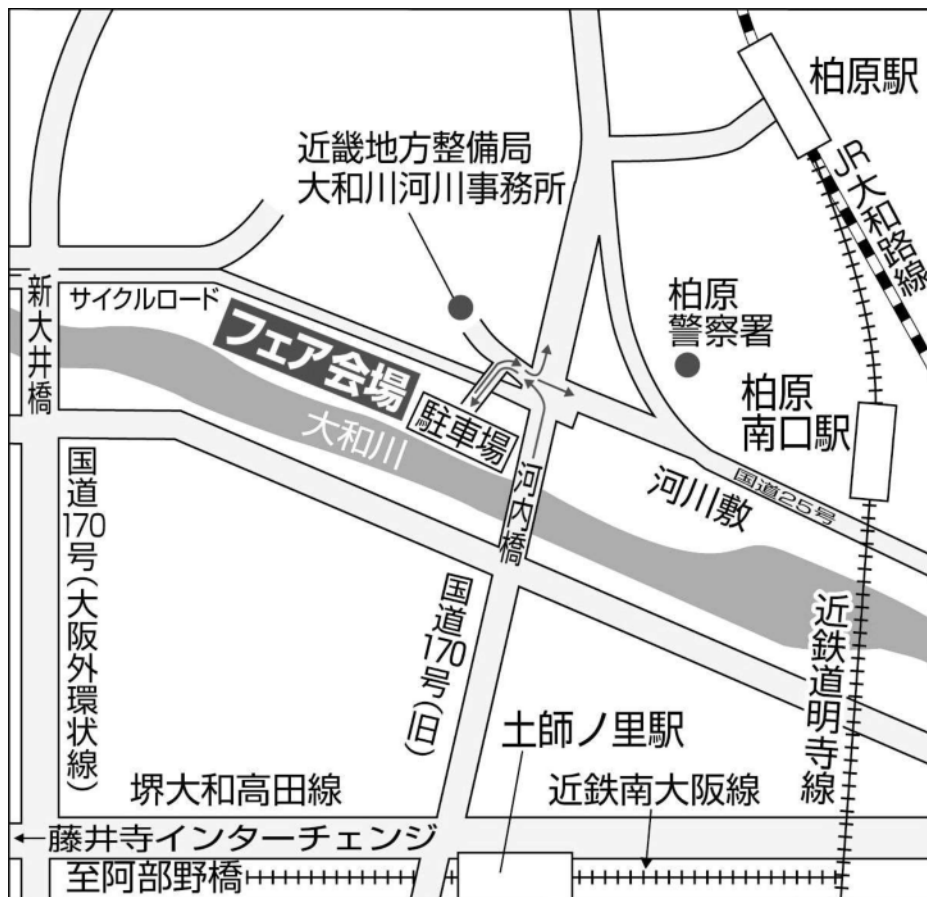 柏原駅
近畿地方整備局
大和川河川事務所
JR大和路線
新大井橋
サイクルロード
フェア会場
柏原
警察署
大和川
駐車場
柏原
南口駅
国道170号(大阪外環状線)
河内橋
河川敷
国道25号
国道170号(旧)
近鉄道明寺線
土師ノ里駅
堺大和高田線
近鉄南大阪線
←藤井寺インターチェンジ
至阿部野橋